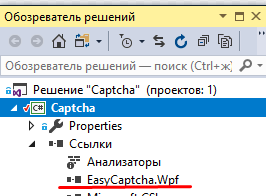 Обозреватель решений
Обозреватель решений — поиск (Ctrl+ж)
Решение "Captcha" (проектов: 1)
C# Captcha
Properties
Ссылки
Анализаторы
EasyCaptcha.Wpf